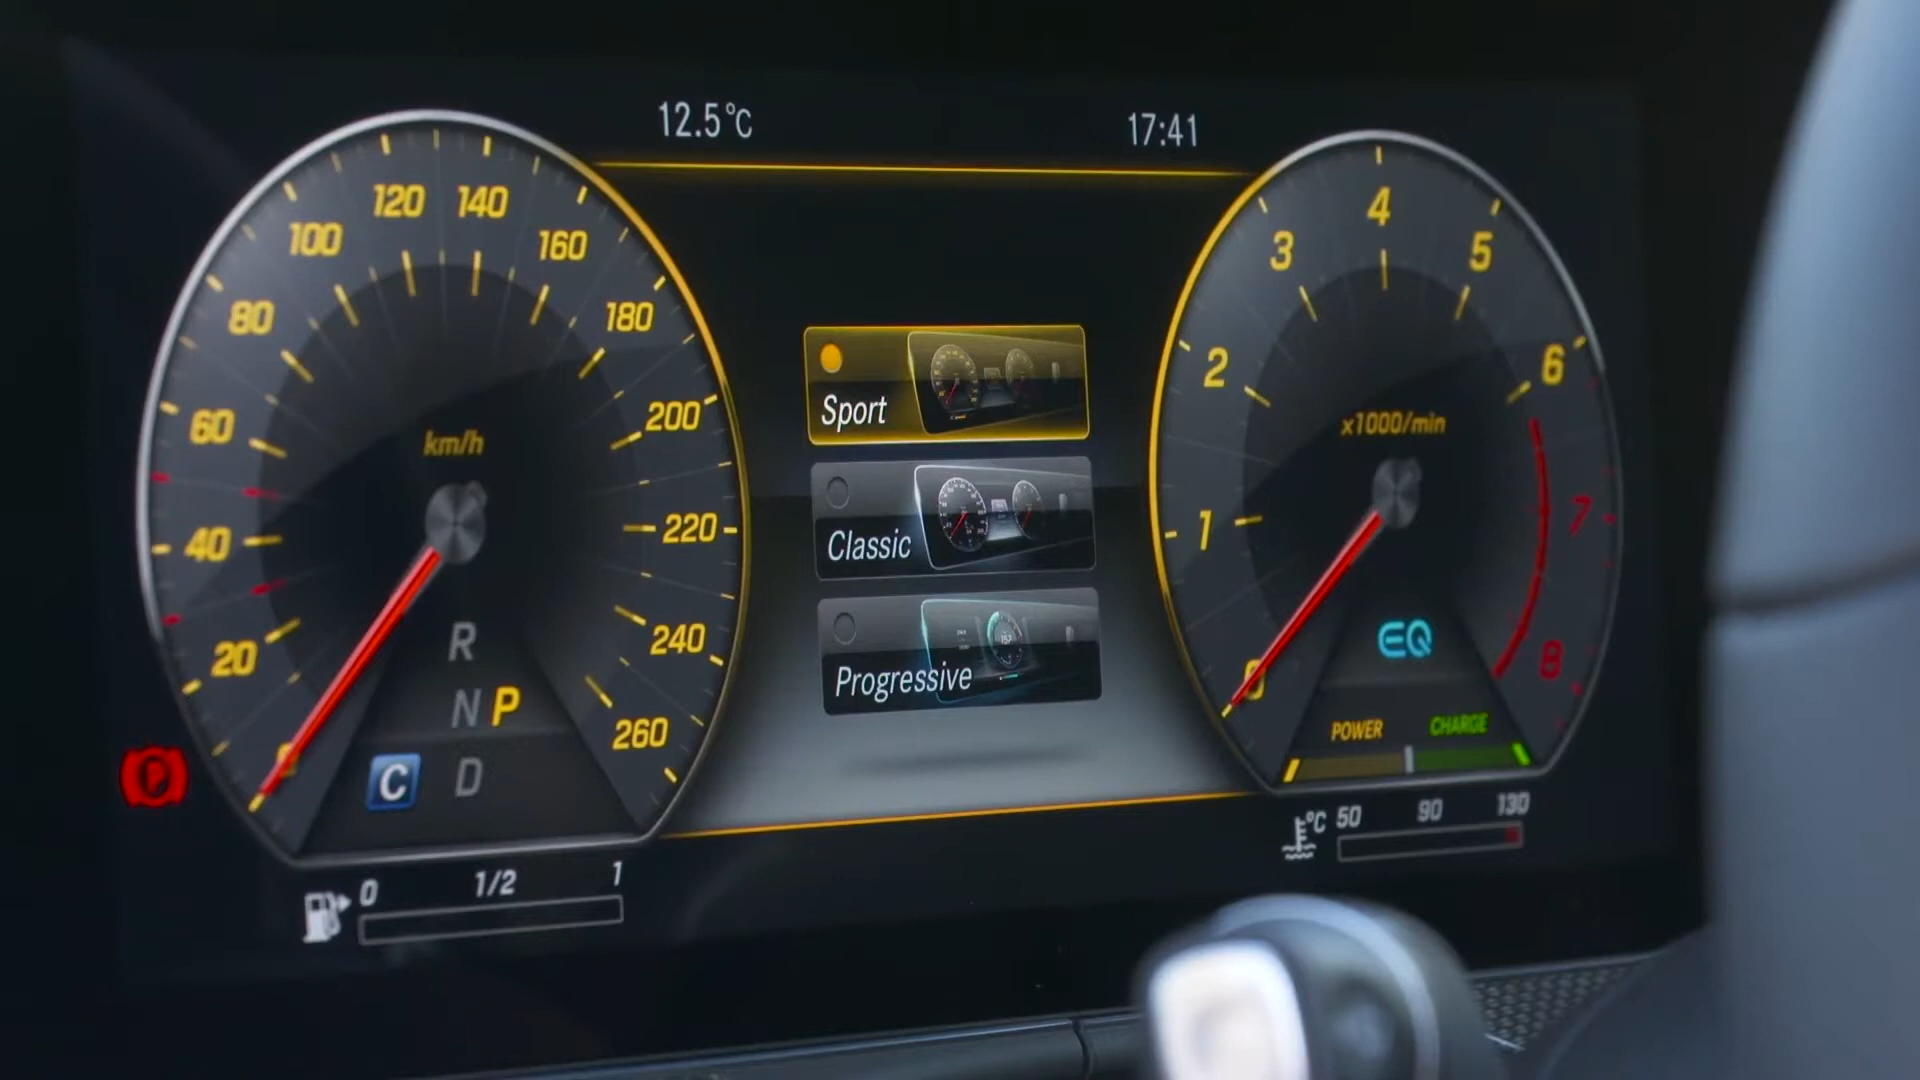 12.5°C
17:41
km/h
0
20
40
60
80
100
120
140
160
180
200
220
240
260
R
N P
D
C
P
0 1/2 1
Sport
Classic
Progressive
x1000/min
0
1
2
3
4
5
6
7
8
EQ
POWER CHARGE
°C 50 90 130